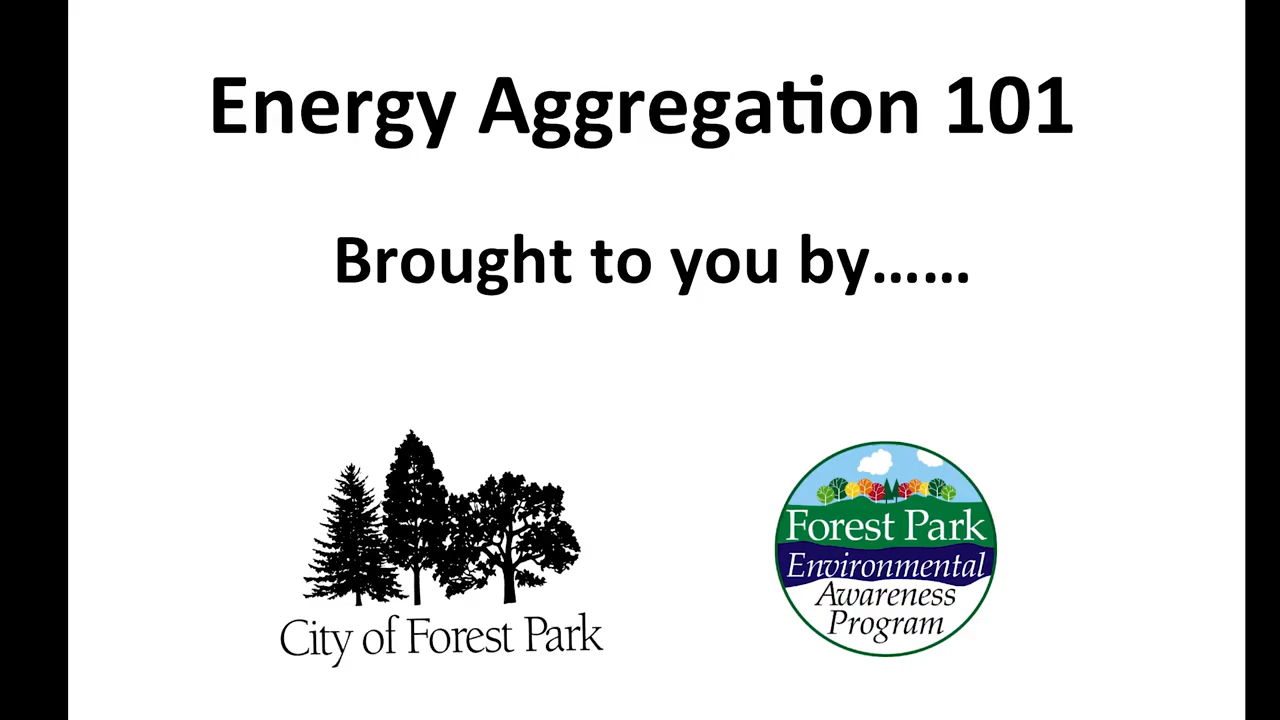 Energy Aggregation 101
Brought to you by......
City of Forest Park
Forest Park
Environmental
Awareness
Program